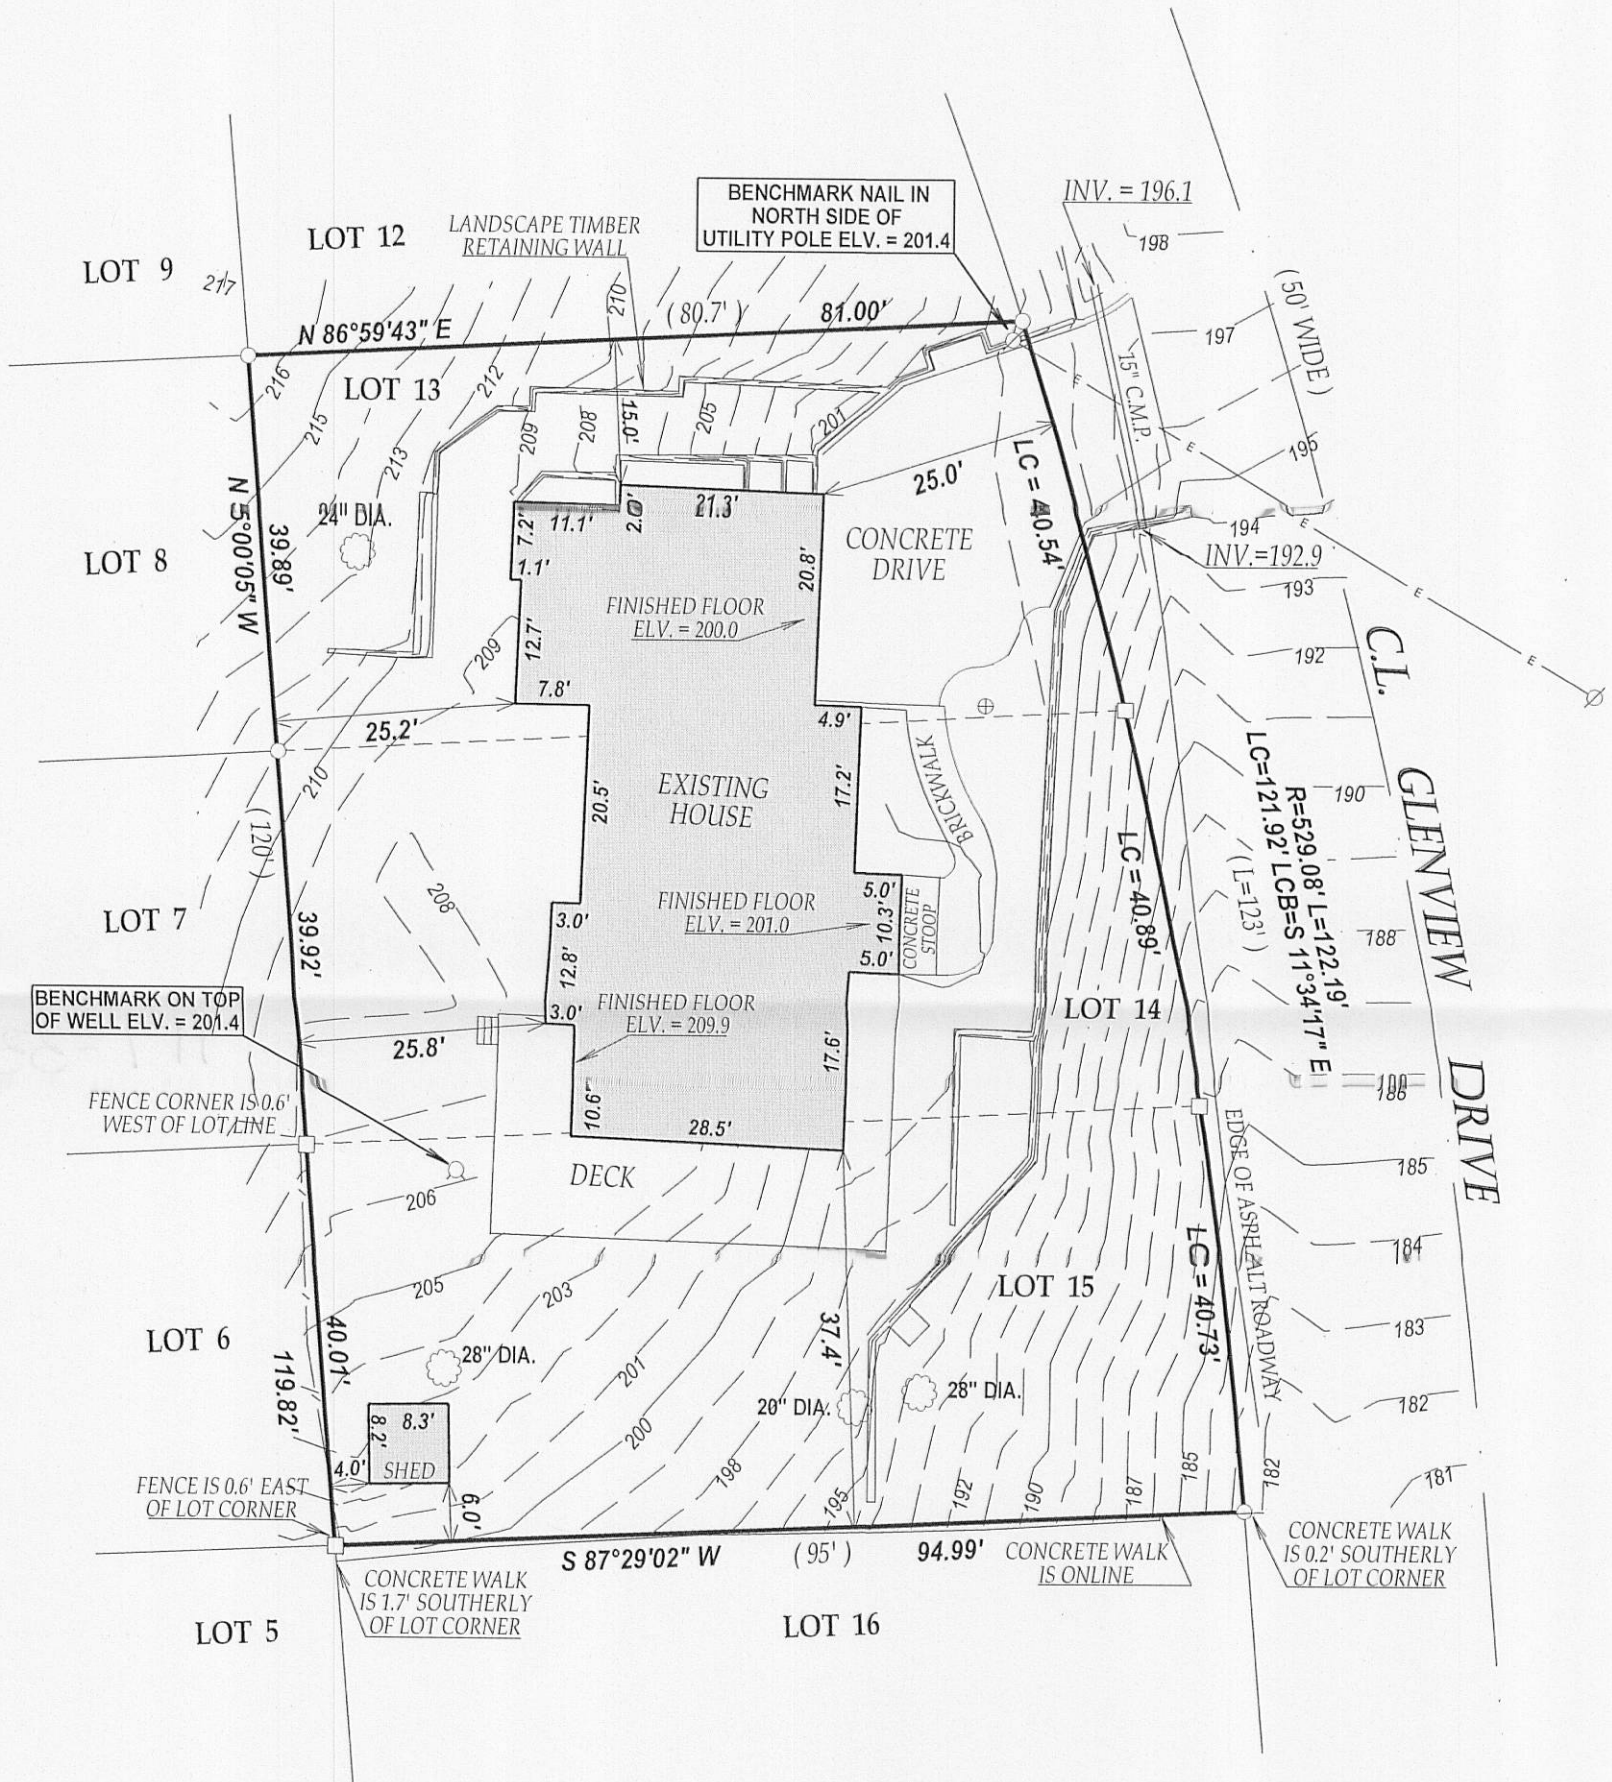 BENCHMARK NAIL IN
NORTH SIDE OF
UTILITY POLE ELV. = 201.4
INV. = 196.1
198
LANDSCAPE TIMBER
RETAINING WALL
LOT 12
LOT 9
217
210
( 80.7' )
81.00'
N 86°59'43" E
197
( 50' WIDE )
15" C.M.P.
E
LOT 13
216
215
213
212
209
208
15.0'
205
201
25.0'
LC = 40.54'
195
E
194
E
INV.=192.9
193
E
192
E
N 5°00'05" W
39.89'
24" DIA.
LOT 8
7.2'
11.1'
2.0'
21.3'
1.1'
20.8'
CONCRETE
DRIVE
FINISHED FLOOR
ELV. = 200.0
12.7'
209
7.8'
25.2'
4.9'
C.L. GLENVIEW DRIVE
210
( 120' )
20.5'
EXISTING
HOUSE
17.2'
BRICKWALK
190
R=529.08' L=122.19'
LC=121.92' LCB=S 11°34'17" E
( L=123' )
LC = 40.89'
208
LOT 7
39.92'
3.0'
12.8'
3.0'
FINISHED FLOOR
ELV. = 201.0
5.0'
10.3'
5.0'
CONCRETE
STOOP
188
BENCHMARK ON TOP
OF WELL ELV. = 201.4
FINISHED FLOOR
ELV. = 209.9
LOT 14
25.8'
17.6'
186
FENCE CORNER IS 0.6'
WEST OF LOT LINE
10.6'
28.5'
DECK
185
EDGE OF ASPHALT ROADWAY
206
184
205
203
LOT 15
LC = 40.73'
183
LOT 6
40.01'
119.82'
28" DIA.
201
37.4'
20" DIA.
28" DIA.
182
8.3'
8.2'
4.0'
SHED
200
198
195
192
190
187
185
182
181
FENCE IS 0.6' EAST
OF LOT CORNER
6.0'
S 87°29'02" W
( 95' )
94.99'
CONCRETE WALK
IS ONLINE
CONCRETE WALK
IS 0.2' SOUTHERLY
OF LOT CORNER
CONCRETE WALK
IS 1.7' SOUTHERLY
OF LOT CORNER
LOT 5
LOT 16